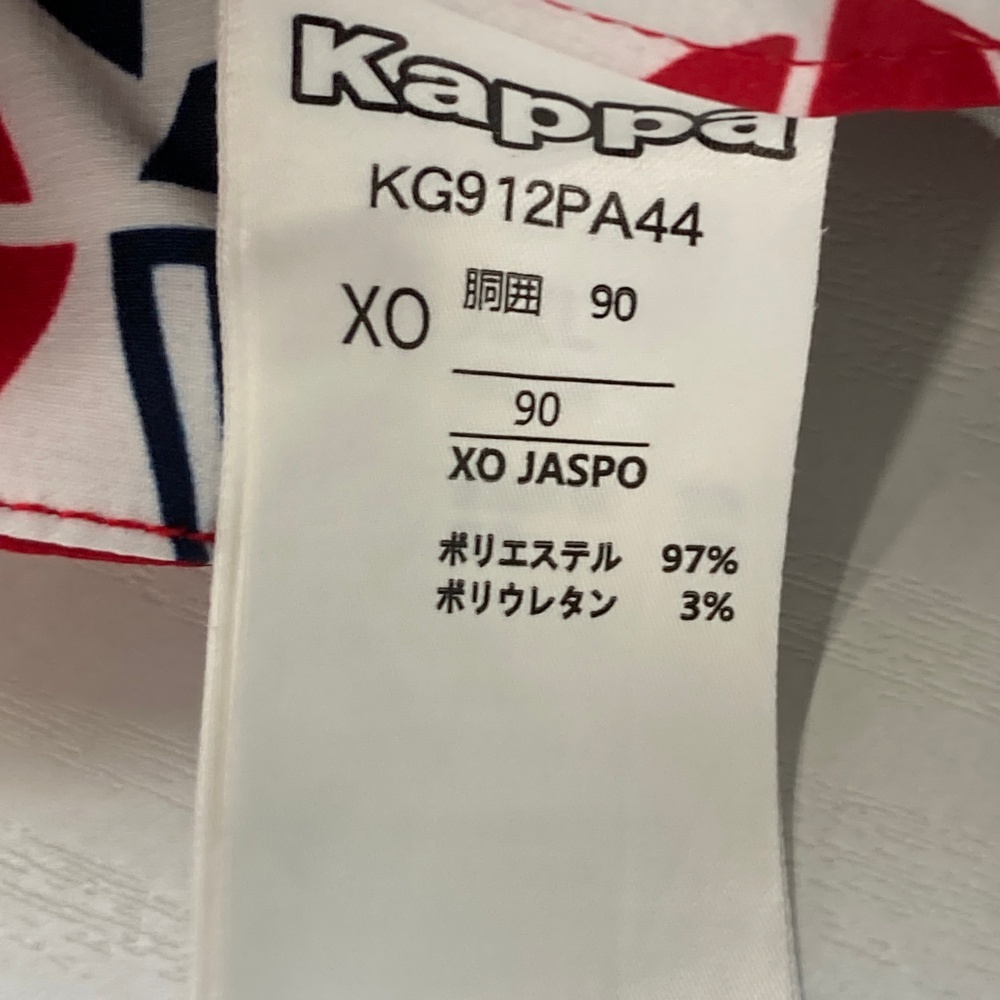 Kappa
KG912PA44
XO 胴囲 90
90
XO JASPO
ポリエステル 97%
ポリウレタン 3%